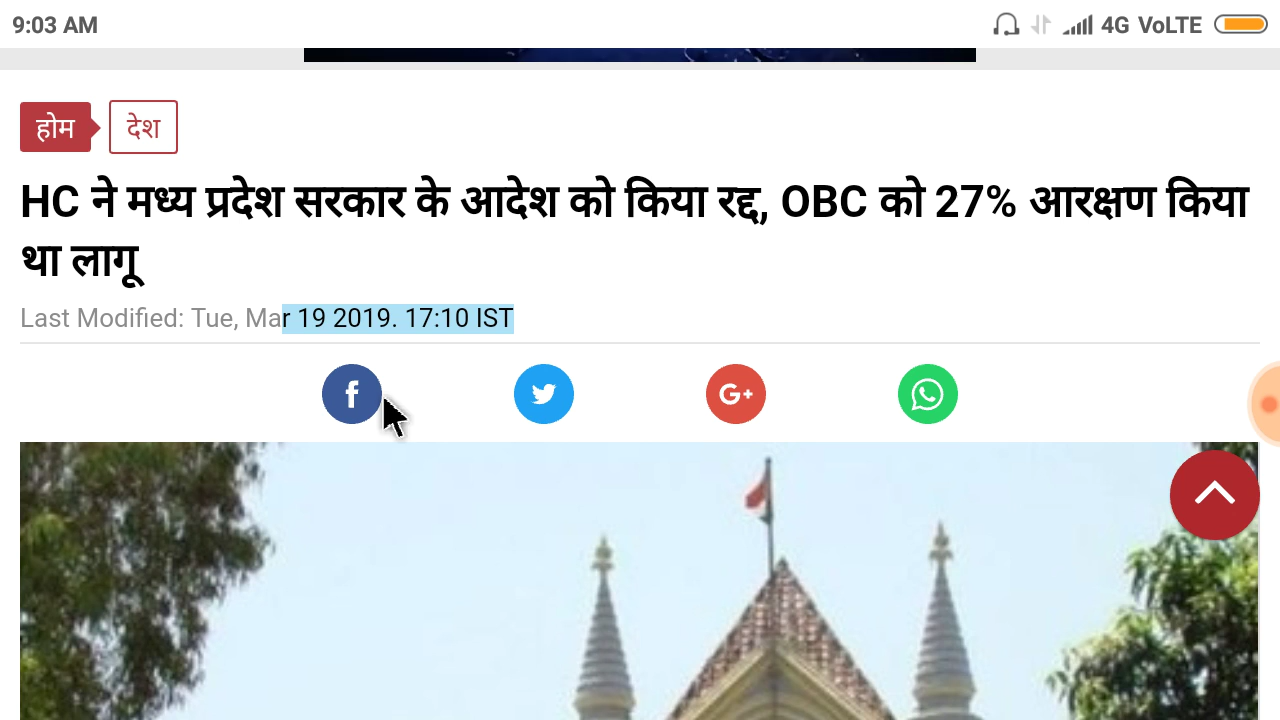 9:03 AM 4G VoLTE
होम देश
HC ने मध्य प्रदेश सरकार के आदेश को किया रद्द, OBC को 27% आरक्षण किया
था लागू
Last Modified: Tue, Mar 19 2019. 17:10 IST
f G+